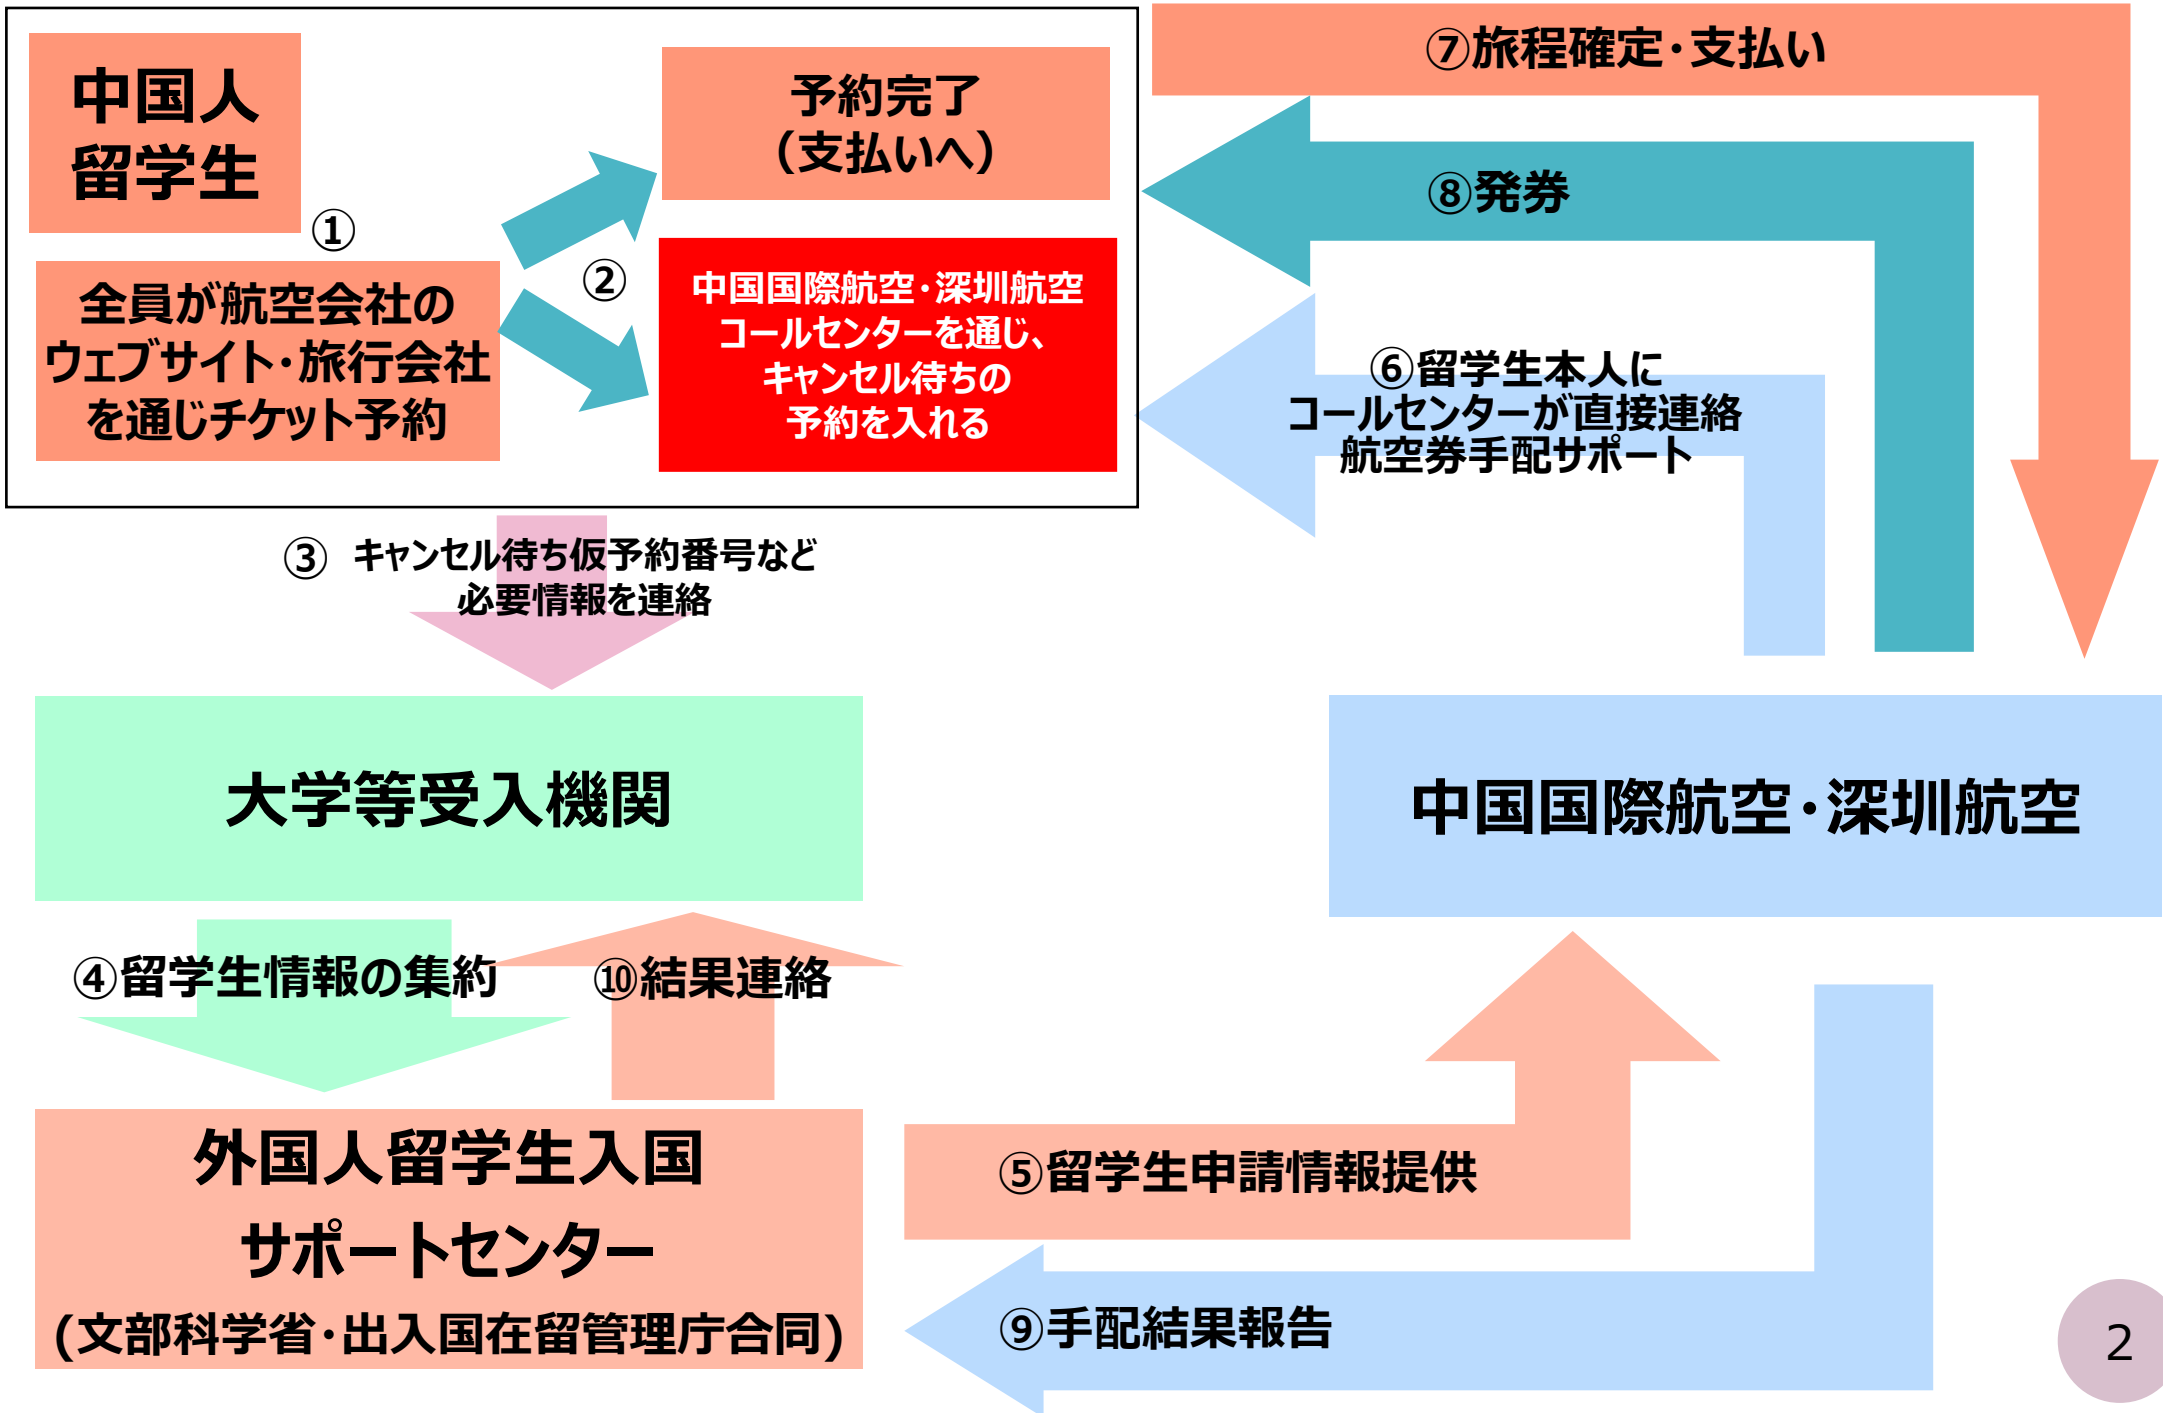 中国人
留学生
①
全員が航空会社の
ウェブサイト・旅行会社
を通じチケット予約
②
予約完了
（支払いへ）
中国国際航空・深圳航空
コールセンターを通じ、
キャンセル待ちの
予約を入れる
⑦旅程確定・支払い
⑧発券
⑥留学生本人に
コールセンターが直接連絡
航空券手配サポート
③ キャンセル待ち仮予約番号など
必要情報を連絡
大学等受入機関
中国国際航空・深圳航空
④留学生情報の集約
⑩結果連絡
外国人留学生入国
サポートセンター
(文部科学省・出入国在留管理庁合同)
⑤留学生申請情報提供
⑨手配結果報告
2